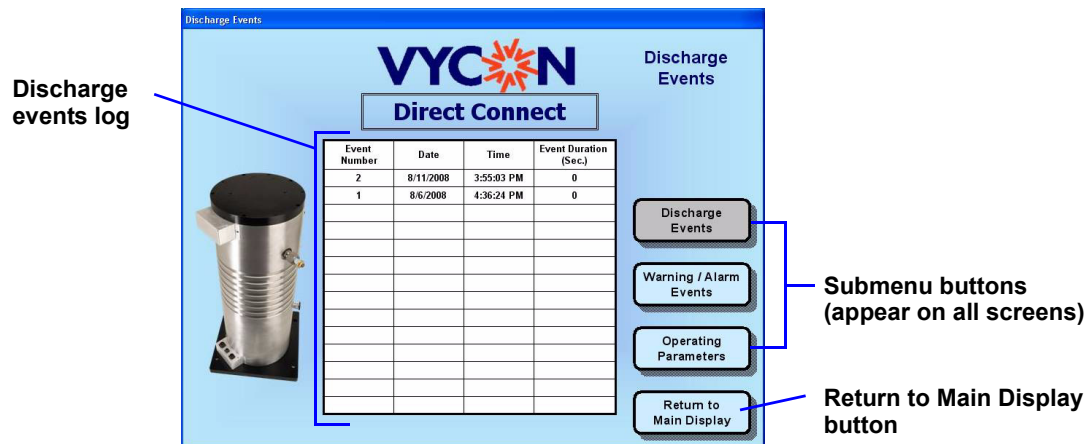 Discharge Events
VYCON
Discharge
Events
Direct Connect
Discharge
events log
Event
Number
Date
Time
Event Duration
(Sec.)
2 8/11/2008 3:55:03 PM 0
1 8/6/2008 4:36:24 PM 0
Discharge
Events
Warning / Alarm
Events
Operating
Parameters
Return to
Main Display
Submenu buttons
(appear on all screens)
Return to Main Display
button